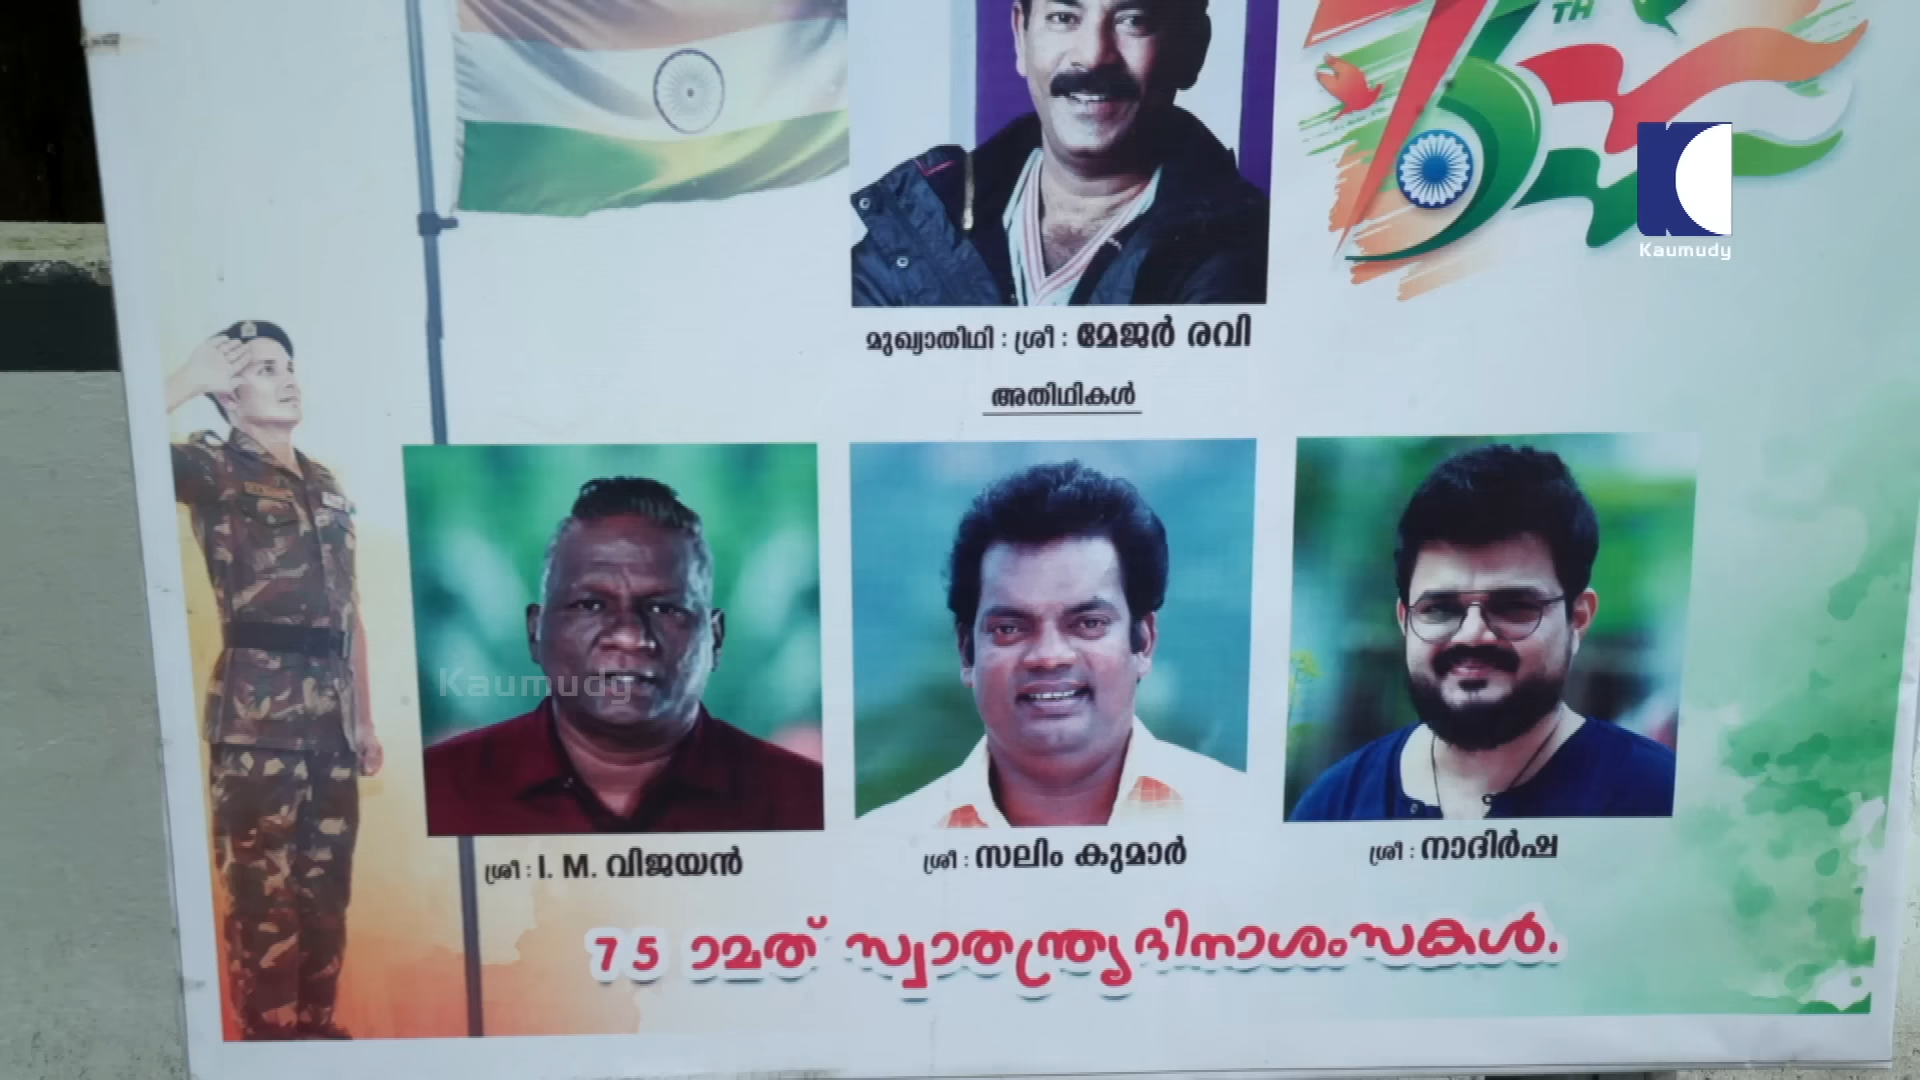 TH
Kaumudy
മുഖ്യാതിഥി : ശ്രീ : മേജർ രവി
അതിഥികൾ
Kaumudy
ശ്രീ : I. M. വിജയൻ
ശ്രീ : സലിം കുമാർ
ശ്രീ : നാദിർഷ
75 ാമത് സ്വാതന്ത്ര്യദിനാശംസകൾ.